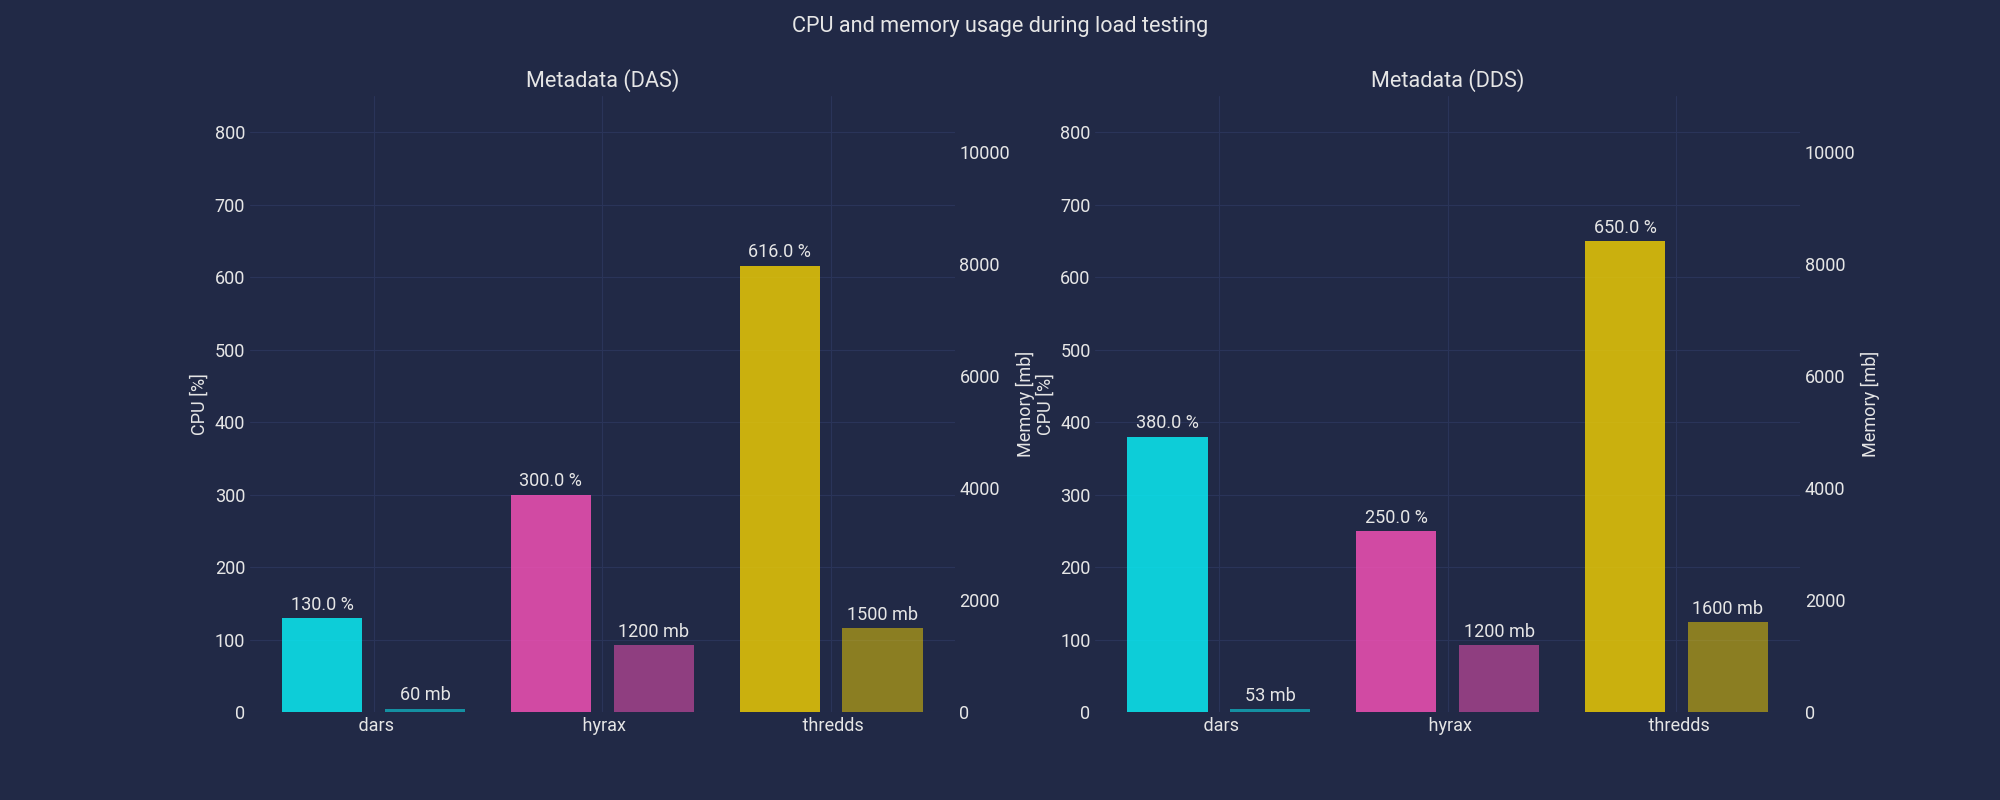 CPU and memory usage during load testing
Metadata (DAS)
CPU [%]
800
700
600
500
400
300
200
100
0
130.0 %
60 mb
300.0 %
1200 mb
616.0 %
1500 mb
dars
hyrax
thredds
10000
8000
6000
4000
2000
0
Memory [mb]
Metadata (DDS)
CPU [%]
800
700
600
500
400
300
200
100
0
380.0 %
53 mb
250.0 %
1200 mb
650.0 %
1600 mb
dars
hyrax
thredds
10000
8000
6000
4000
2000
0
Memory [mb]